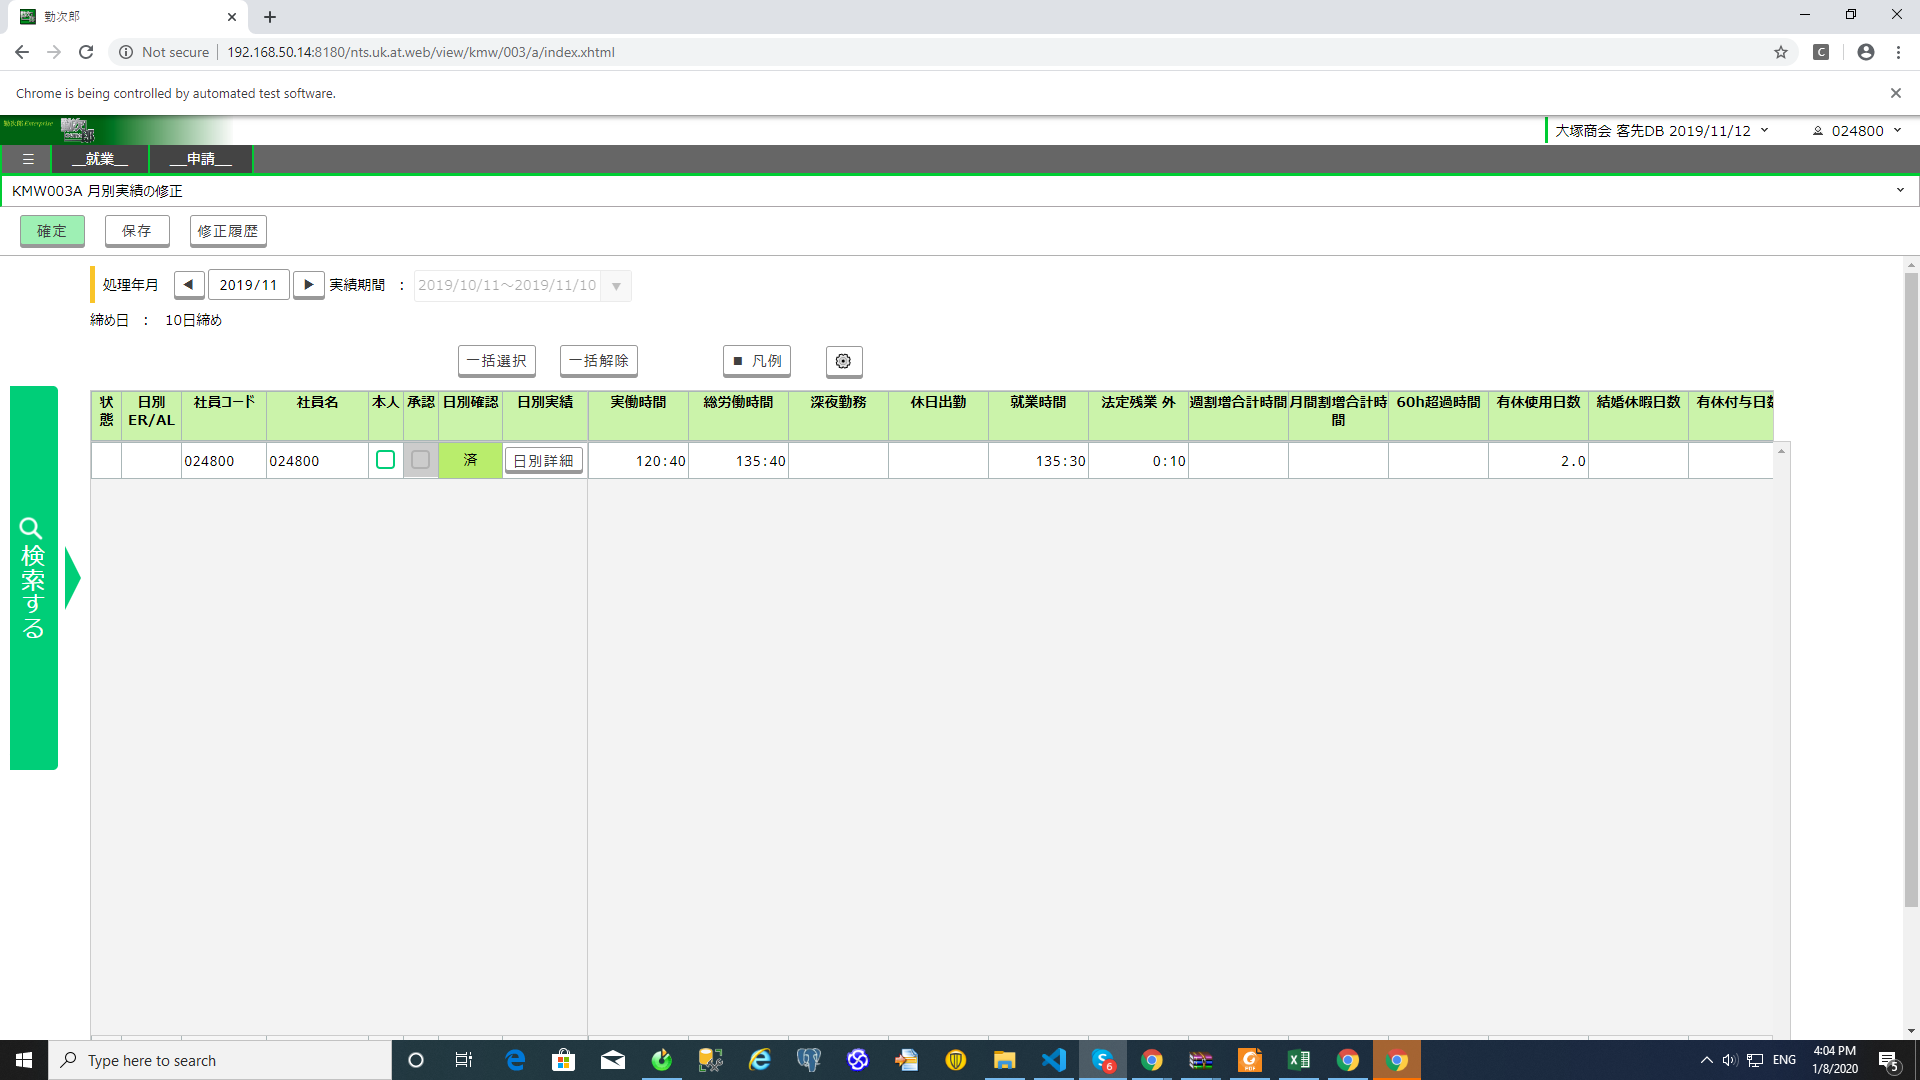 勤次郎
Not secure
192.168.50.14:8180/nts.uk.at.web/view/kmw/003/a/index.xhtml
Chrome is being controlled by automated test software.
勤次郎 Enterprise
大塚商会 客先DB 2019/11/12
024800
☰ __就業__ __申請__
KMW003A 月別実績の修正
確定 保存 修正履歴
処理年月 ◀ 2019/11 ▶ 実績期間 : 2019/10/11～2019/11/10 ▼
締め日 : 10日締め
一括選択 一括解除 ■ 凡例
状態 日別ER/AL 社員コード 社員名 本人 承認 日別確認 日別実績 実働時間 総労働時間 深夜勤務 休日出勤 就業時間 法定残業 外 週割増合計時間 月間割増合計時間 60h超過時間 有休使用日数 結婚休暇日数 有休付与日数
024800 024800 済 日別詳細 120:40 135:40 135:30 0:10 2.0
検索する
Type here to search
6
ENG
4:04 PM
1/8/2020
5